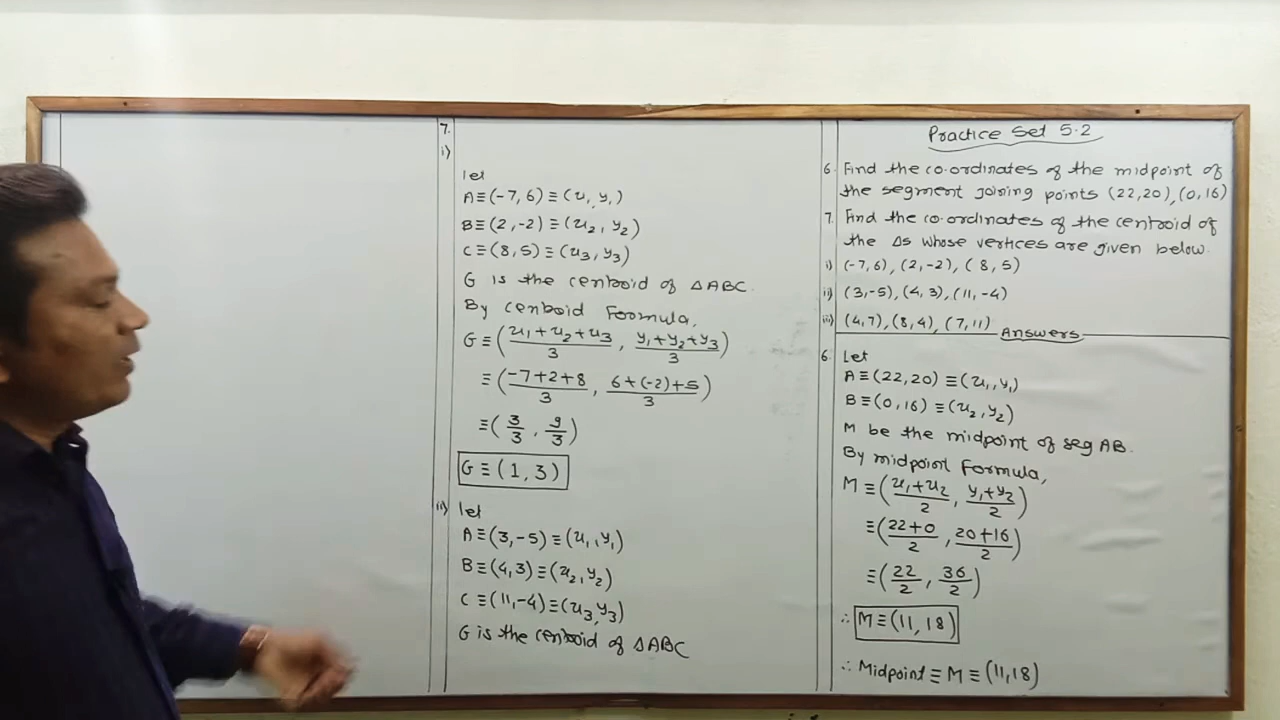 Practice Set 5.2
6. Find the co-ordinates of the midpoint of
the segment joining points (22,20), (0,16)
7. Find the co-ordinates of the centroid of
the Δs whose vertices are given below.
i) (-7,6), (2,-2), (8,5)
ii) (3,-5), (4,3), (11,-4)
iii) (4,7), (8,4), (7,11)
Answers
6. Let
A≡(22,20)≡(x₁,y₁)
B≡(0,16)≡(x₂,y₂)
M be the midpoint of seg AB.
By midpoint Formula,
M≡((x₁+x₂)/2, (y₁+y₂)/2)
≡((22+0)/2, (20+16)/2)
≡(22/2, 36/2)
∴ M≡(11,18)
∴ Midpoint ≡ M ≡ (11,18)
7.
i)
let
A≡(-7,6)≡(x₁,y₁)
B≡(2,-2)≡(x₂,y₂)
C≡(8,5)≡(x₃,y₃)
G is the centroid of ΔABC.
By centroid Formula,
G≡((x₁+x₂+x₃)/3, (y₁+y₂+y₃)/3)
≡((-7+2+8)/3, (6+(-2)+5)/3)
≡(3/3, 9/3)
G≡(1,3)
ii) let
A≡(3,-5)≡(x₁,y₁)
B≡(4,3)≡(x₂,y₂)
C≡(11,-4)≡(x₃,y₃)
G is the centroid of ΔABC